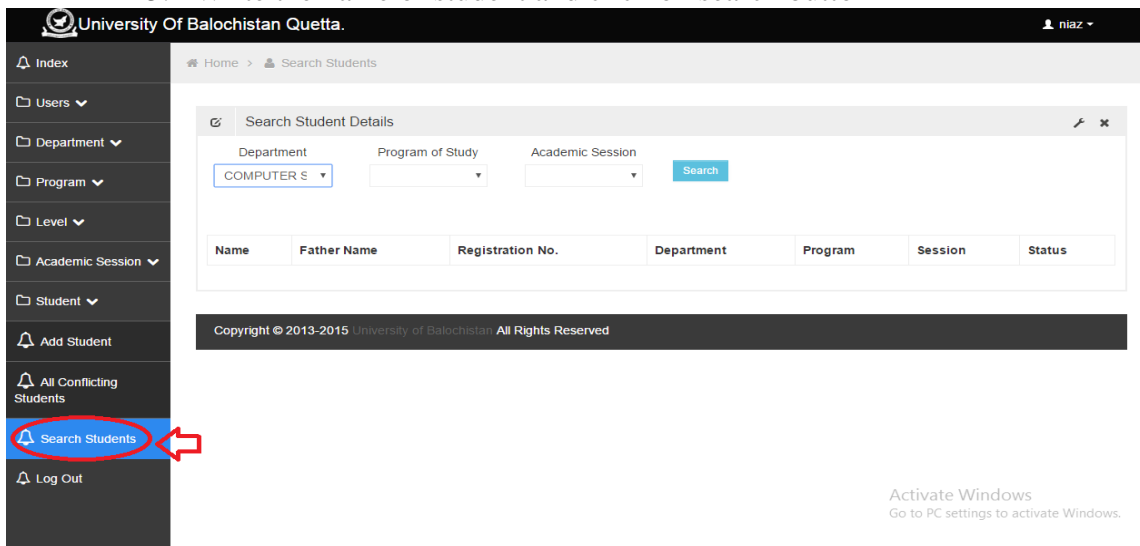 University Of Balochistan Quetta.
niaz
Index
Home > Search Students
Users
Search Student Details
Department
Department Program of Study Academic Session
COMPUTER S
Search
Program
Level
Name Father Name Registration No. Department Program Session Status
Academic Session
Student
Copyright © 2013-2015 University of Balochistan All Rights Reserved
Add Student
All Conflicting
Students
Search Students
Log Out
Activate Windows
Go to PC settings to activate Windows.